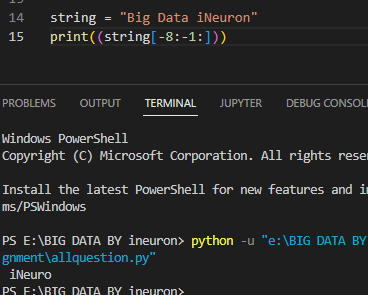 14 string = "Big Data iNeuron"
15 print((string[-8:-1:]))
PROBLEMS OUTPUT TERMINAL JUPYTER DEBUG CONSOL
Windows PowerShell
Copyright (C) Microsoft Corporation. All rights rese
Install the latest PowerShell for new features and i
ms/PSWindows
PS E:\BIG DATA BY ineuron> python -u "e:\BIG DATA BY
gnment\allquestion.py"
 iNeuro
PS E:\BIG DATA BY ineuron>